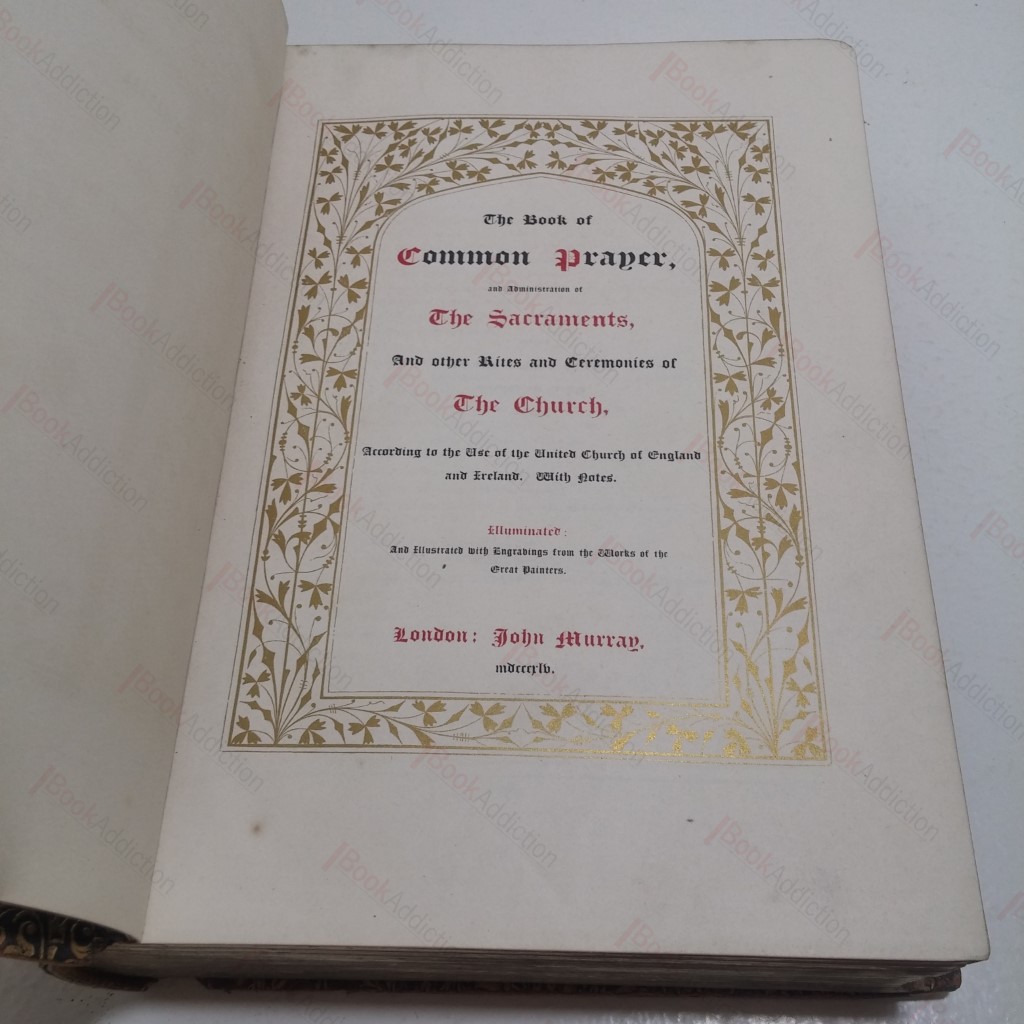 The Book of
Common Prayer,
and Administration of
The Sacraments,
And other Rites and Ceremonies of
The Church,
According to the Use of the United Church of England
and Ireland. With Notes.
Illuminated:
And Illustrated with Engravings from the Works of the
Great Painters.
London: John Murray,
mdcccxlv.
BookAddiction